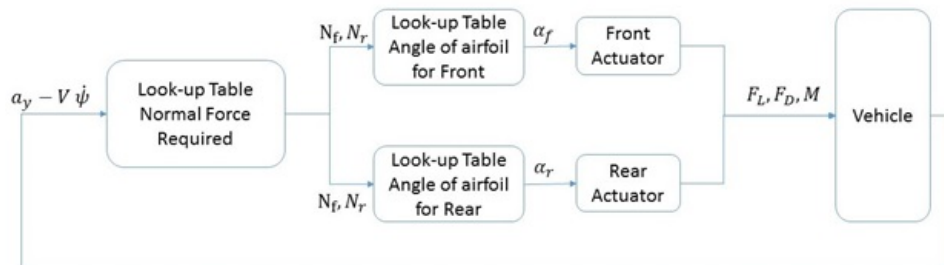 a_y − V ψ̇
Look-up Table
Normal Force
Required
N_f, N_r
Look-up Table
Angle of airfoil
for Front
α_f
Front
Actuator
N_f, N_r
Look-up Table
Angle of airfoil
for Rear
α_r
Rear
Actuator
F_L, F_D, M
Vehicle